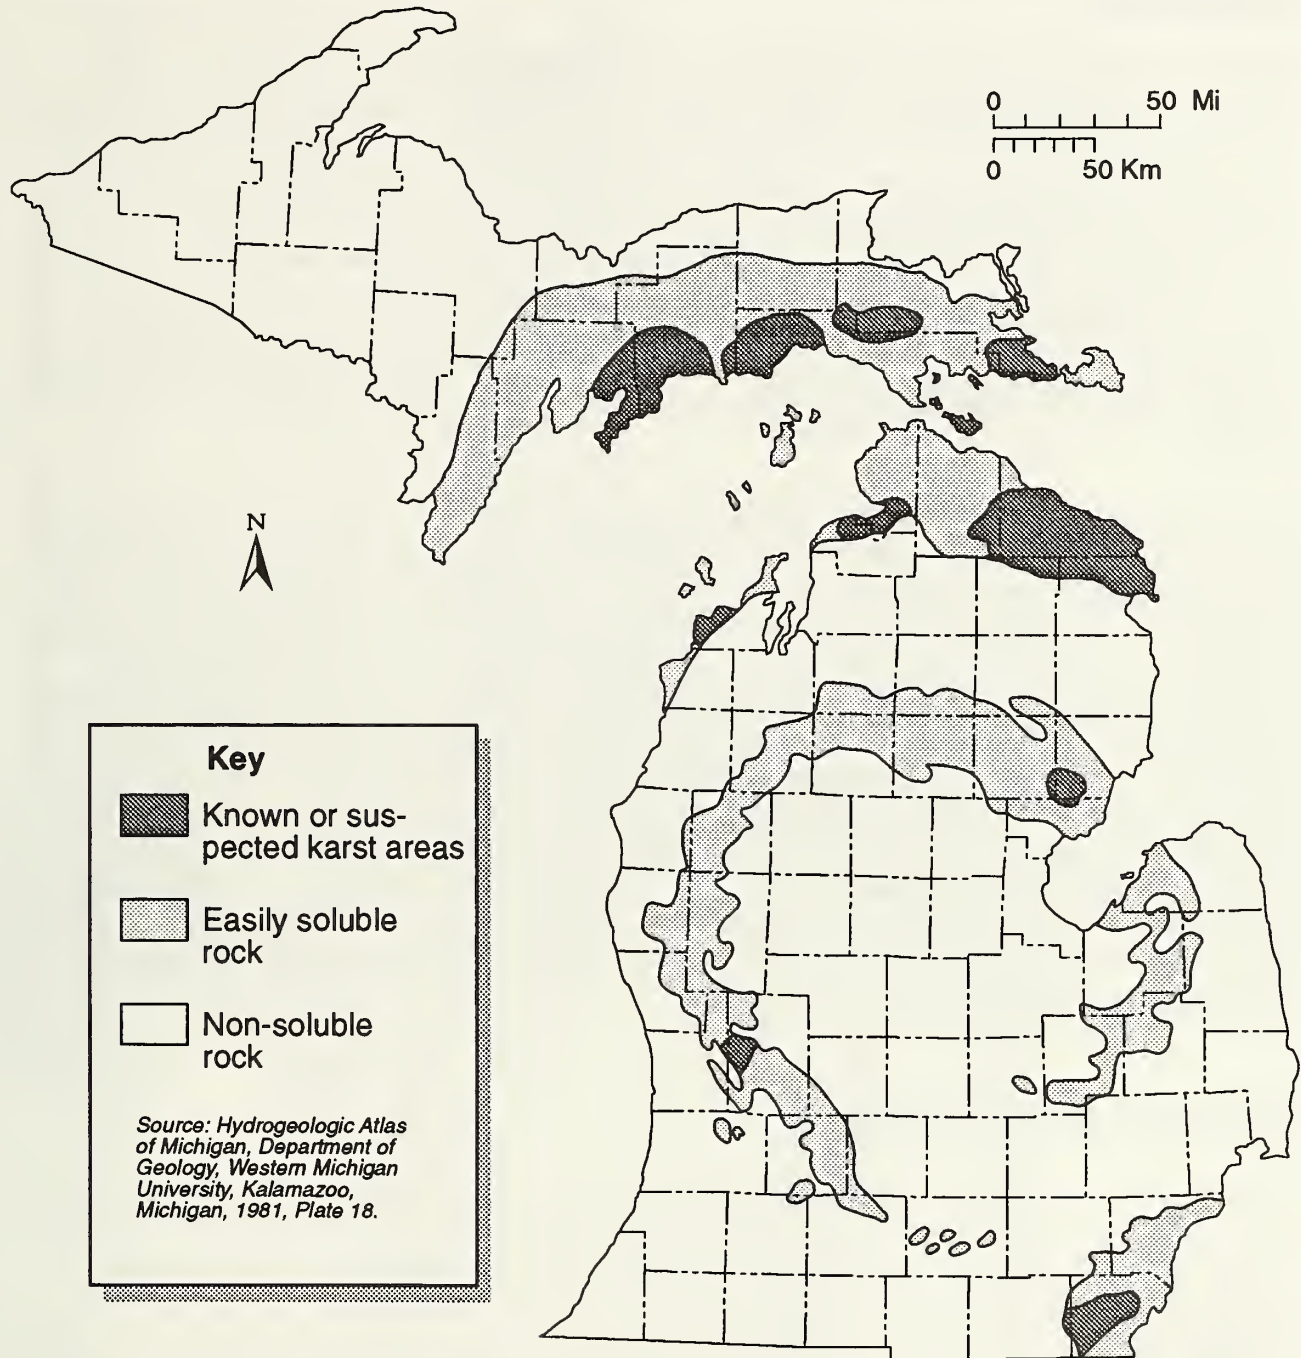 0 50 Mi
0 50 Km
N
Key
Known or sus-
pected karst areas
Easily soluble
rock
Non-soluble
rock
Source: Hydrogeologic Atlas
of Michigan, Department of
Geology, Western Michigan
University, Kalamazoo,
Michigan, 1981, Plate 18.